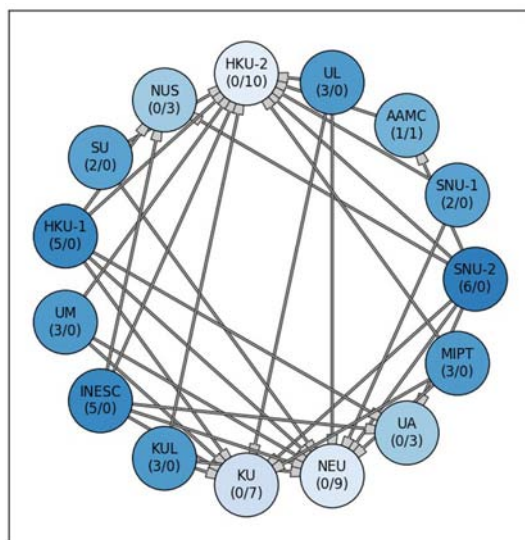 HKU-2
(0/10)
UL
(3/0)
NUS
(0/3)
AAMC
(1/1)
SU
(2/0)
SNU-1
(2/0)
HKU-1
(5/0)
SNU-2
(6/0)
UM
(3/0)
MIPT
(3/0)
INESC
(5/0)
UA
(0/3)
KUL
(3/0)
KU
(0/7)
NEU
(0/9)